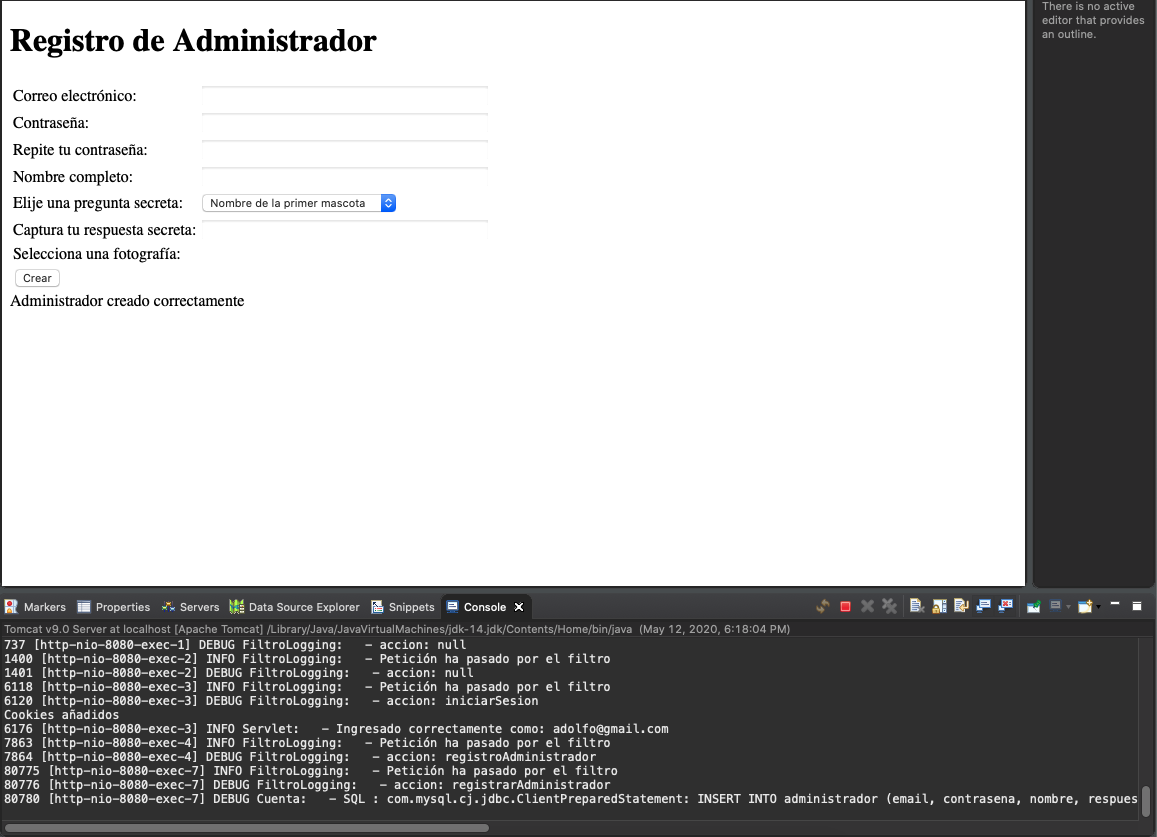 There is no active
editor that provides
an outline.
Registro de Administrador
Correo electrónico:
Contraseña:
Repite tu contraseña:
Nombre completo:
Elije una pregunta secreta: Nombre de la primer mascota
Captura tu respuesta secreta:
Selecciona una fotografía:
Crear
Administrador creado correctamente
Markers Properties Servers Data Source Explorer Snippets Console
Tomcat v9.0 Server at localhost [Apache Tomcat] /Library/Java/JavaVirtualMachines/jdk-14.jdk/Contents/Home/bin/java (May 12, 2020, 6:18:04 PM)
737 [http-nio-8080-exec-1] DEBUG FiltroLogging: - accion: null
1400 [http-nio-8080-exec-2] INFO FiltroLogging: - Petición ha pasado por el filtro
1401 [http-nio-8080-exec-2] DEBUG FiltroLogging: - accion: null
6118 [http-nio-8080-exec-3] INFO FiltroLogging: - Petición ha pasado por el filtro
6120 [http-nio-8080-exec-3] DEBUG FiltroLogging: - accion: iniciarSesion
Cookies añadidos
6176 [http-nio-8080-exec-3] INFO Servlet: - Ingresado correctamente como: adolfo@gmail.com
7863 [http-nio-8080-exec-4] INFO FiltroLogging: - Petición ha pasado por el filtro
7864 [http-nio-8080-exec-4] DEBUG FiltroLogging: - accion: registroAdministrador
80775 [http-nio-8080-exec-7] INFO FiltroLogging: - Petición ha pasado por el filtro
80776 [http-nio-8080-exec-7] DEBUG FiltroLogging: - accion: registrarAdministrador
80780 [http-nio-8080-exec-7] DEBUG Cuenta: - SQL : com.mysql.cj.jdbc.ClientPreparedStatement: INSERT INTO administrador (email, contrasena, nombre, respues